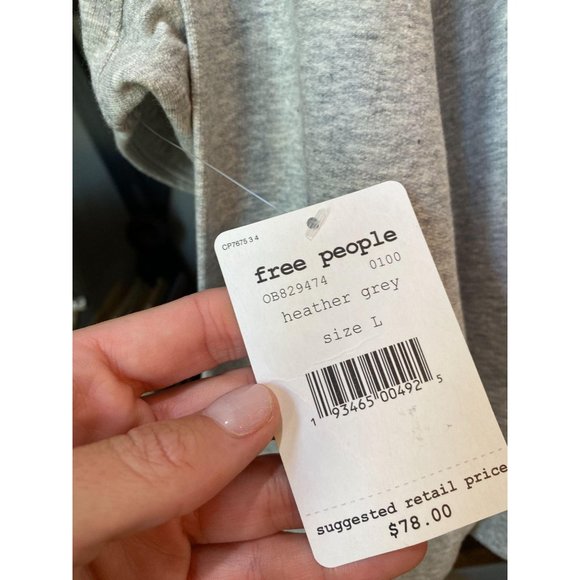 CP7675 3 4
free people
OB829474 0100
heather grey
size L
1 93465 00492 5
suggested retail price
$78.00